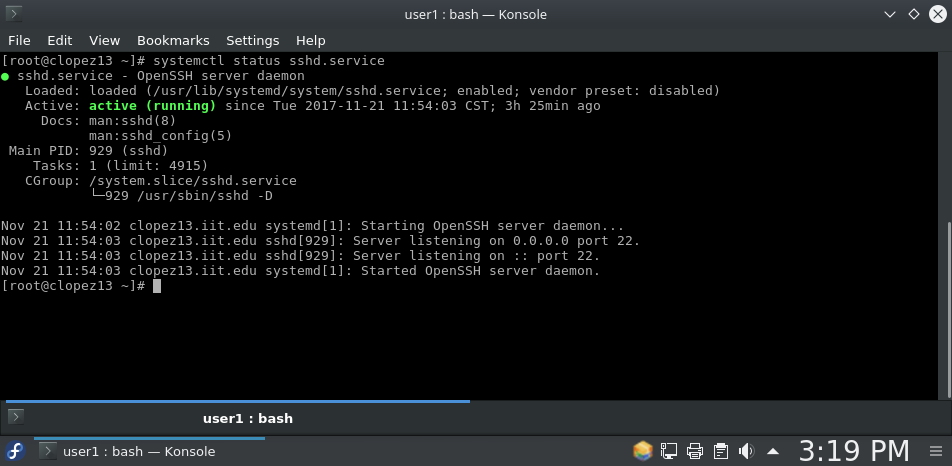 user1 : bash — Konsole
File Edit View Bookmarks Settings Help
[root@clopez13 ~]# systemctl status sshd.service
● sshd.service - OpenSSH server daemon
   Loaded: loaded (/usr/lib/systemd/system/sshd.service; enabled; vendor preset: disabled)
   Active: active (running) since Tue 2017-11-21 11:54:03 CST; 3h 25min ago
     Docs: man:sshd(8)
           man:sshd_config(5)
 Main PID: 929 (sshd)
    Tasks: 1 (limit: 4915)
   CGroup: /system.slice/sshd.service
           └─929 /usr/sbin/sshd -D
Nov 21 11:54:02 clopez13.iit.edu systemd[1]: Starting OpenSSH server daemon...
Nov 21 11:54:03 clopez13.iit.edu sshd[929]: Server listening on 0.0.0.0 port 22.
Nov 21 11:54:03 clopez13.iit.edu sshd[929]: Server listening on :: port 22.
Nov 21 11:54:03 clopez13.iit.edu systemd[1]: Started OpenSSH server daemon.
[root@clopez13 ~]#
user1 : bash
user1 : bash — Konsole
3:19 PM